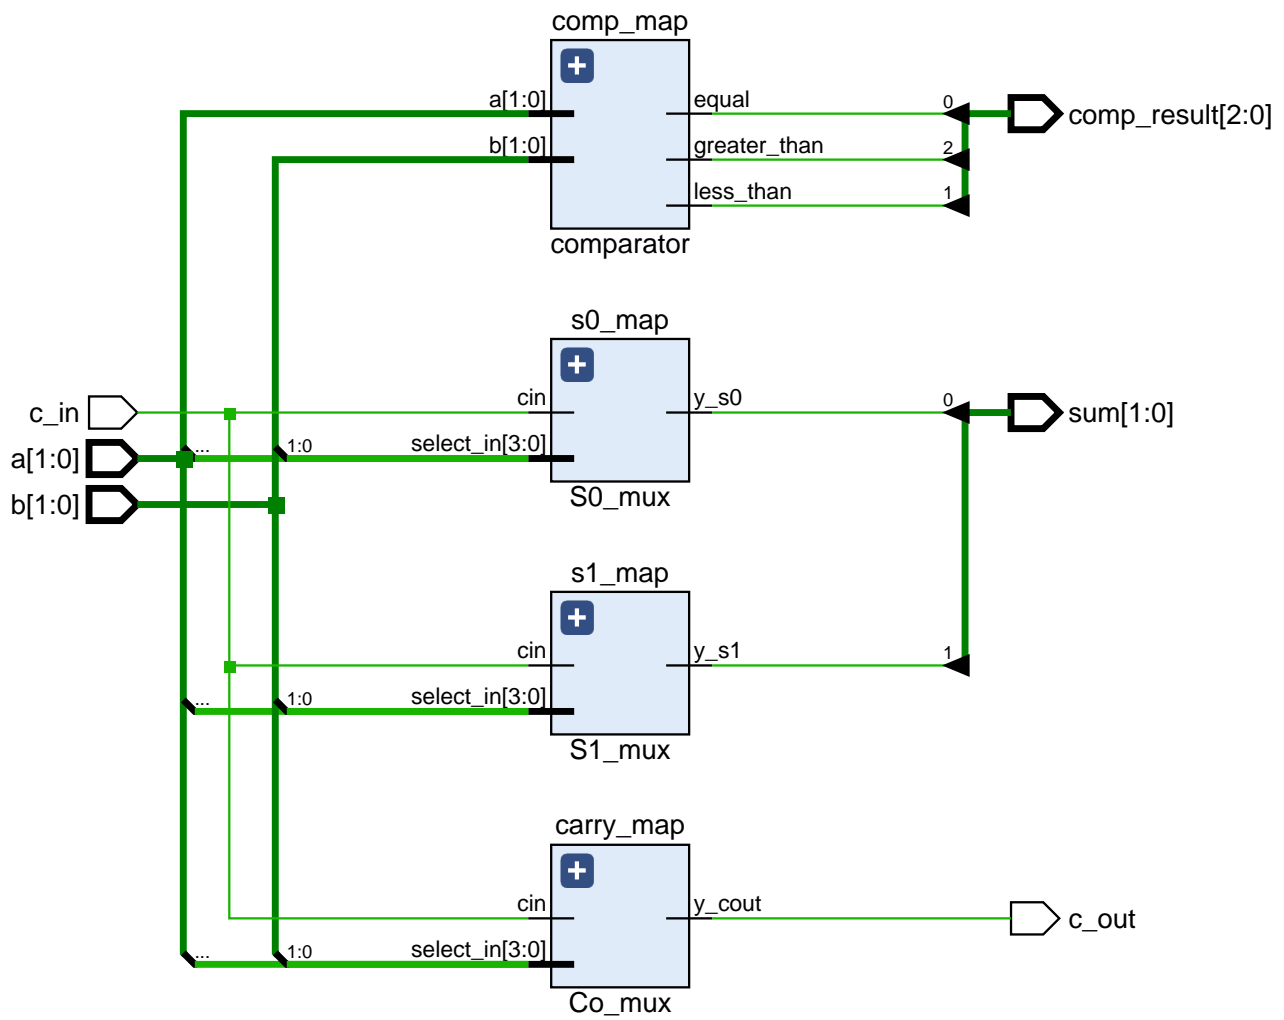 comp_map
a[1:0]
b[1:0]
equal
greater_than
less_than
0
2
1
comp_result[2:0]
comparator
s0_map
c_in
a[1:0]
b[1:0]
...
1:0
cin
select_in[3:0]
y_s0
0
sum[1:0]
S0_mux
s1_map
cin
...
1:0
select_in[3:0]
y_s1
1
S1_mux
carry_map
cin
...
1:0
select_in[3:0]
y_cout
c_out
Co_mux